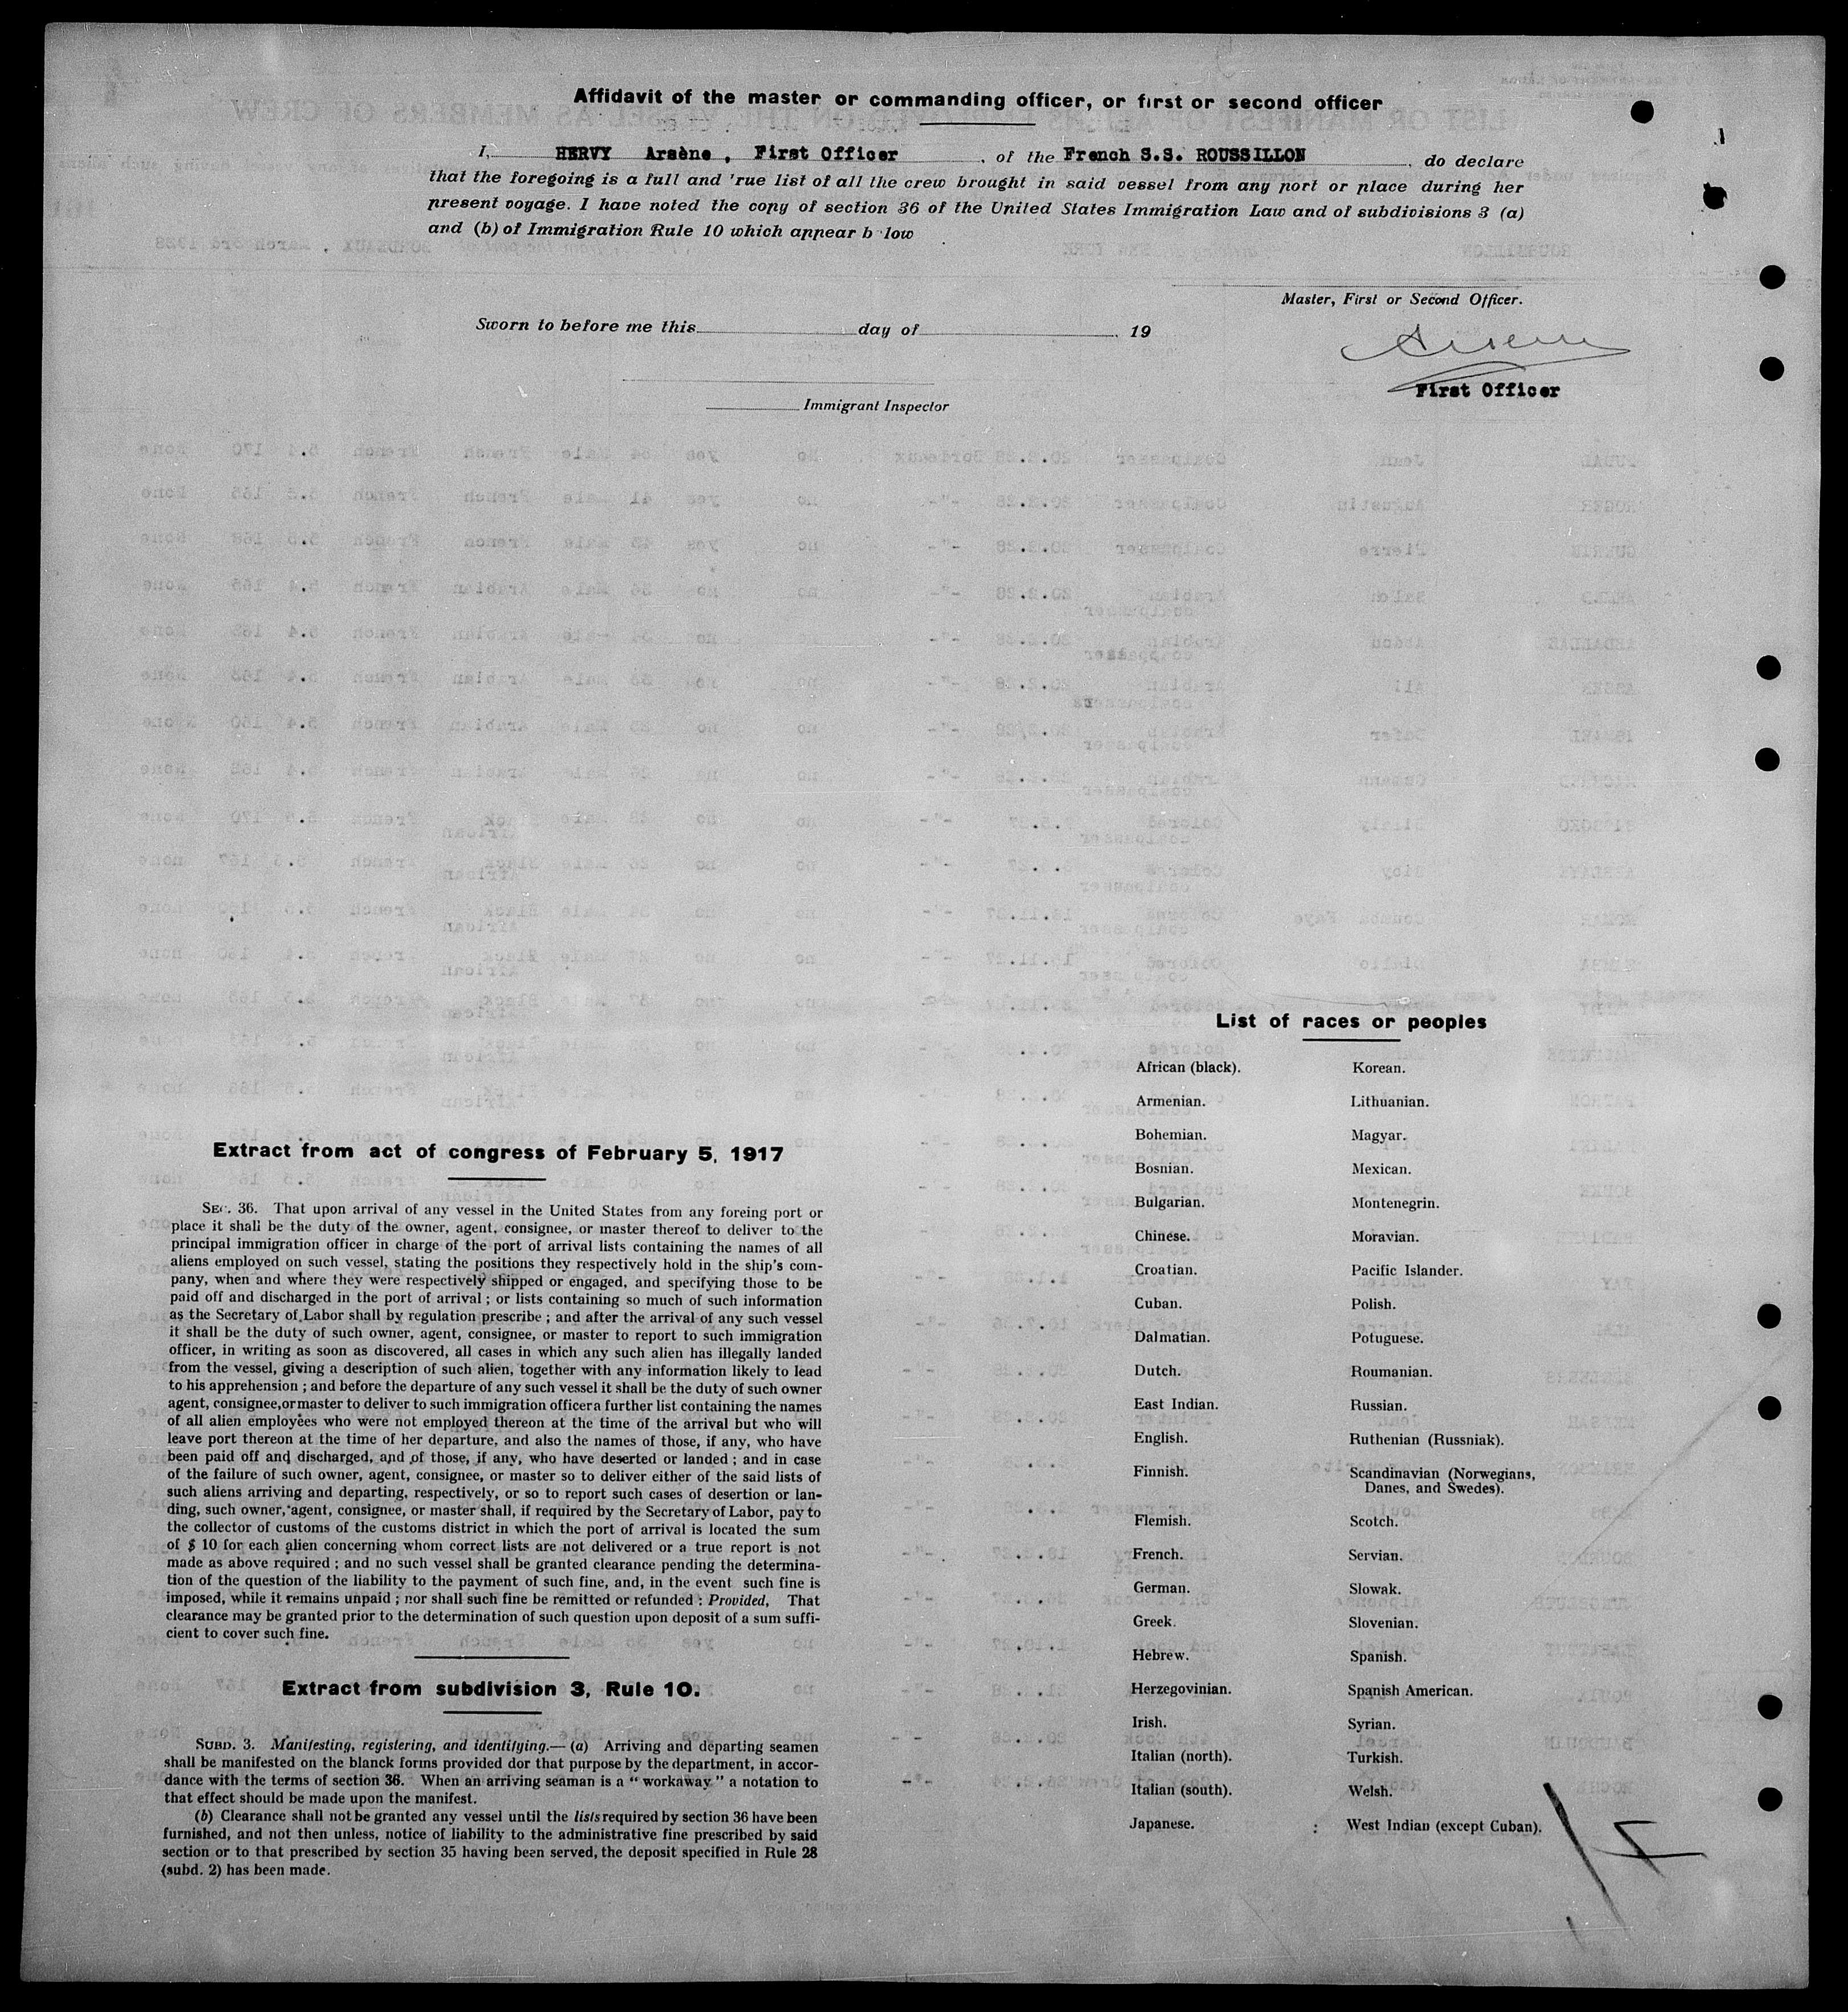 Affidavit of the master or commanding officer, or first or second officer
I, HERVY Arsène, First Officer, of the French S.S. ROUSSILLON, do declare
that the foregoing is a full and 'rue list of all the crew brought in said vessel from any port or place during her
present voyage. I have noted the copy of section 36 of the United States Immigration Law and of subdivisions 3 (a)
and (b) of Immigration Rule 10 which appear b low
Master, First or Second Officer.
Sworn to before me this day of 19
First Officer
Immigrant Inspector
List of races or peoples
African (black).
Armenian.
Bohemian.
Bosnian.
Bulgarian.
Chinese.
Croatian.
Cuban.
Dalmatian.
Dutch.
East Indian.
English.
Finnish.
Flemish.
French.
German.
Greek.
Hebrew.
Herzegovinian.
Irish.
Italian (north).
Italian (south).
Japanese.
Korean.
Lithuanian.
Magyar.
Mexican.
Montenegrin.
Moravian.
Pacific Islander.
Polish.
Potuguese.
Roumanian.
Russian.
Ruthenian (Russniak).
Scandinavian (Norwegians,
Danes, and Swedes).
Scotch.
Servian.
Slowak.
Slovenian.
Spanish.
Spanish American.
Syrian.
Turkish.
Welsh.
: West Indian (except Cuban).
Extract from act of congress of February 5, 1917
SEC. 36. That upon arrival of any vessel in the United States from any foreing port or
place it shall be the duty of the owner, agent, consignee, or master thereof to deliver to the
principal immigration officer in charge of the port of arrival lists containing the names of all
aliens employed on such vessel, stating the positions they respectively hold in the ship's com-
pany, when and where they were respectively shipped or engaged, and specifying those to be
paid off and discharged in the port of arrival ; or lists containing so much of such information
as the Secretary of Labor shall by regulation prescribe ; and after the arrival of any such vessel
it shall be the duty of such owner, agent, consignee, or master to report to such immigration
officer, in writing as soon as discovered, all cases in which any such alien has illegally landed
from the vessel, giving a description of such alien, together with any information likely to lead
to his apprehension ; and before the departure of any such vessel it shall be the duty of such owner
agent, consignee,ormaster to deliver to such immigration officera further list containing the names
of all alien employees who were not employed thereon at the time of the arrival but who will
leave port thereon at the time of her departure, and also the names of those, if any, who have
been paid off and discharged, and of those, if any, who have deserted or landed ; and in case
of the failure of such owner, agent, consignee, or master so to deliver either of the said lists of
such aliens arriving and departing, respectively, or so to report such cases of desertion or lan-
ding, such owner, agent, consignee, or master shall, if required by the Secretary of Labor, pay to
the collector of customs of the customs district in which the port of arrival is located the sum
of $ 10 for each alien concerning whom correct lists are not delivered or a true report is not
made as above required ; and no such vessel shall be granted clearance pending the determina-
tion of the question of the liability to the payment of such fine, and, in the event such fine is
imposed, while it remains unpaid ; nor shall such fine be remitted or refunded : Provided, That
clearance may be granted prior to the determination of such question upon deposit of a sum suffi-
cient to cover such fine.
Extract from subdivision 3, Rule 10.
SUBD. 3. Manifesting, registering, and identifying.— (a) Arriving and departing seamen
shall be manifested on the blanck forms provided dor that purpose by the department, in accor-
dance with the terms of section 36. When an arriving seaman is a “ workaway ” a notation to
that effect should be made upon the manifest.
(b) Clearance shall not be granted any vessel until the lists required by section 36 have been
furnished, and not then unless, notice of liability to the administrative fine prescribed by said
section or to that prescribed by section 35 having been served, the deposit specified in Rule 28
(subd. 2) has been made.